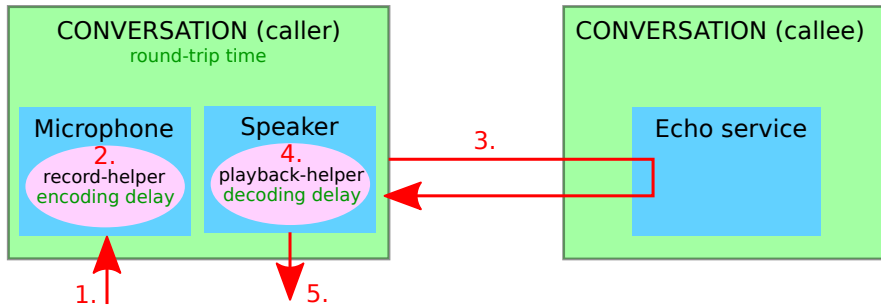 CONVERSATION (caller)
round-trip time
Microphone
2.
record-helper
encoding delay
Speaker
4.
playback-helper
decoding delay
3.
CONVERSATION (callee)
Echo service
1.
5.